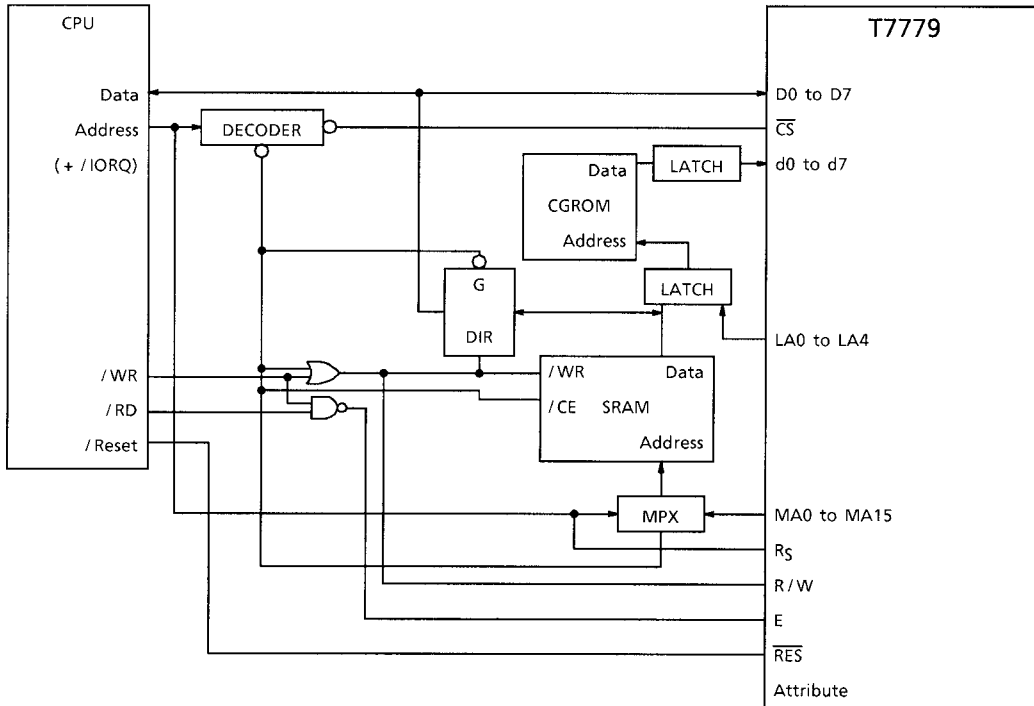 CPU
T7779
Data
D0 to D7
Address
DECODER
CS
(+ /IORQ)
Data
LATCH
d0 to d7
CGROM
Address
G
LATCH
DIR
LA0 to LA4
/WR
/WR
Data
/RD
/CE
SRAM
/Reset
Address
MPX
MA0 to MA15
RS
R/W
E
RES
Attribute